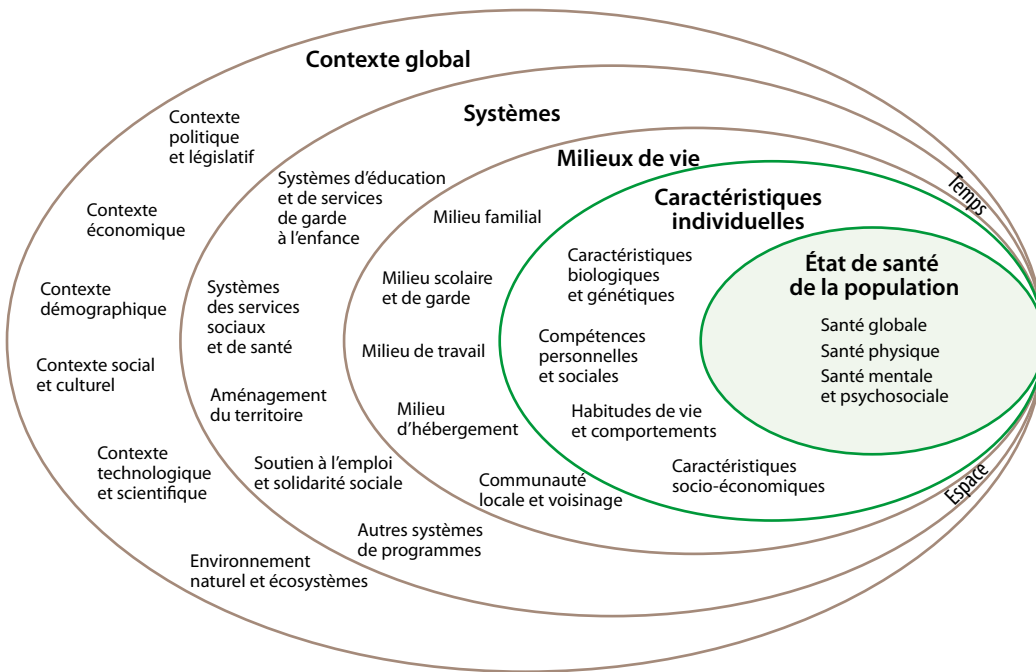 Contexte global
Contexte
politique
et législatif
Contexte
économique
Contexte
démographique
Contexte social
et culturel
Contexte
technologique
et scientifique
Environnement
naturel et écosystèmes
Systèmes
Systèmes d’éducation
et de services
de garde
à l’enfance
Systèmes
des services
sociaux
et de santé
Aménagement
du territoire
Soutien à l’emploi
et solidarité sociale
Autres systèmes
de programmes
Milieux de vie
Milieu familial
Milieu scolaire
et de garde
Milieu de travail
Milieu
d’hébergement
Communauté
locale et voisinage
Caractéristiques
individuelles
Caractéristiques
biologiques
et génétiques
Compétences
personnelles
et sociales
Habitudes de vie
et comportements
Caractéristiques
socio-économiques
État de santé
de la population
Santé globale
Santé physique
Santé mentale
et psychosociale
Temps
Espace